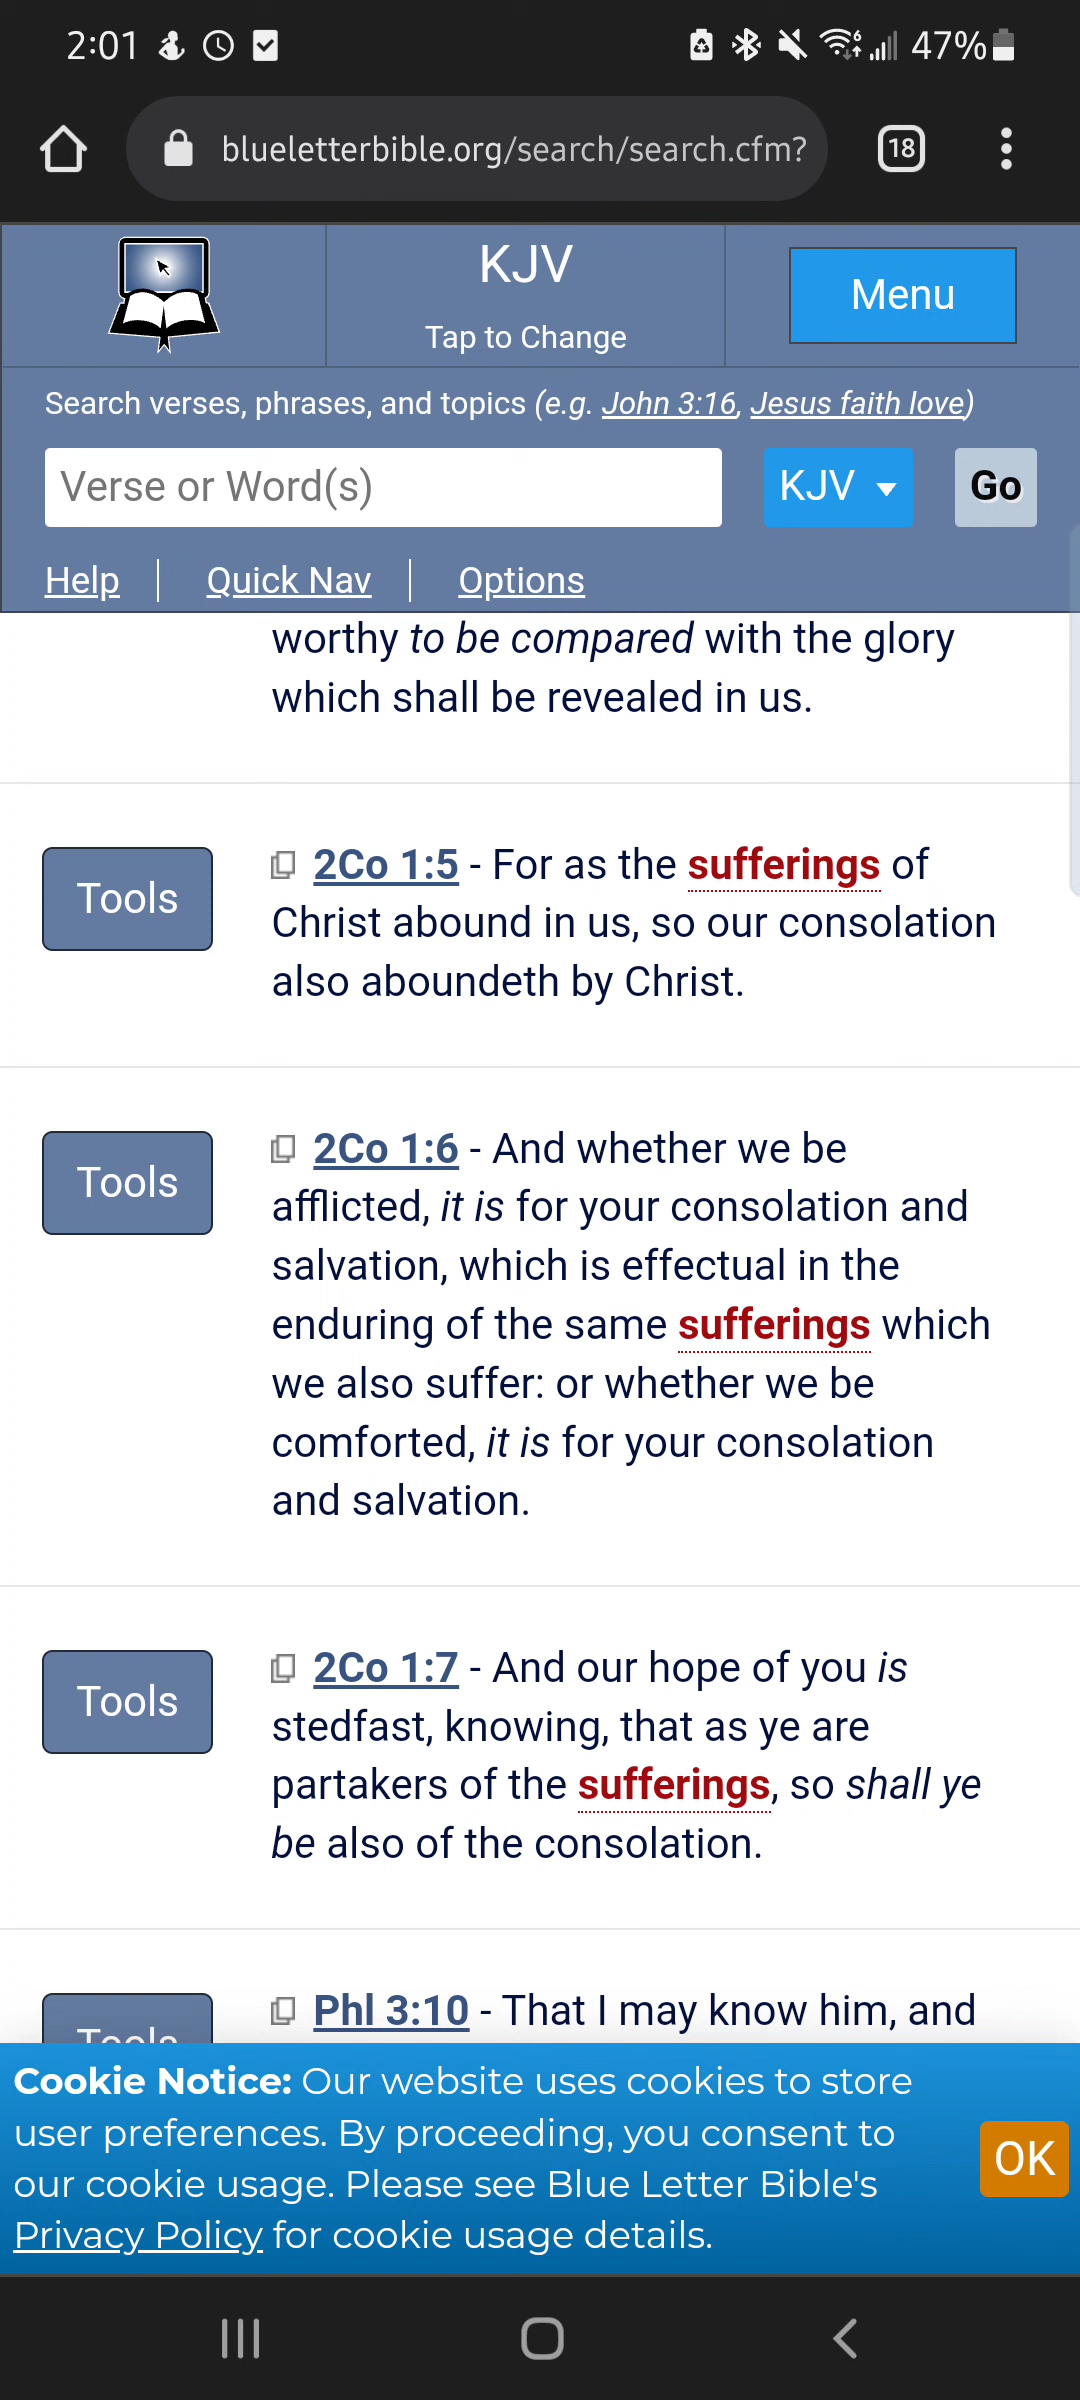 2:01
6
47%
blueletterbible.org/search/search.cfm?
18
KJV
Tap to Change
Menu
Search verses, phrases, and topics (e.g. John 3:16, Jesus faith love)
Verse or Word(s)
KJV
Go
Help
Quick Nav
Options
worthy to be compared with the glory
which shall be revealed in us.
Tools
2Co 1:5 - For as the sufferings of
Christ abound in us, so our consolation
also aboundeth by Christ.
Tools
2Co 1:6 - And whether we be
afflicted, it is for your consolation and
salvation, which is effectual in the
enduring of the same sufferings which
we also suffer: or whether we be
comforted, it is for your consolation
and salvation.
Tools
2Co 1:7 - And our hope of you is
stedfast, knowing, that as ye are
partakers of the sufferings, so shall ye
be also of the consolation.
Tools
Phl 3:10 - That I may know him, and
Cookie Notice: Our website uses cookies to store
user preferences. By proceeding, you consent to
our cookie usage. Please see Blue Letter Bible's
Privacy Policy for cookie usage details.
OK